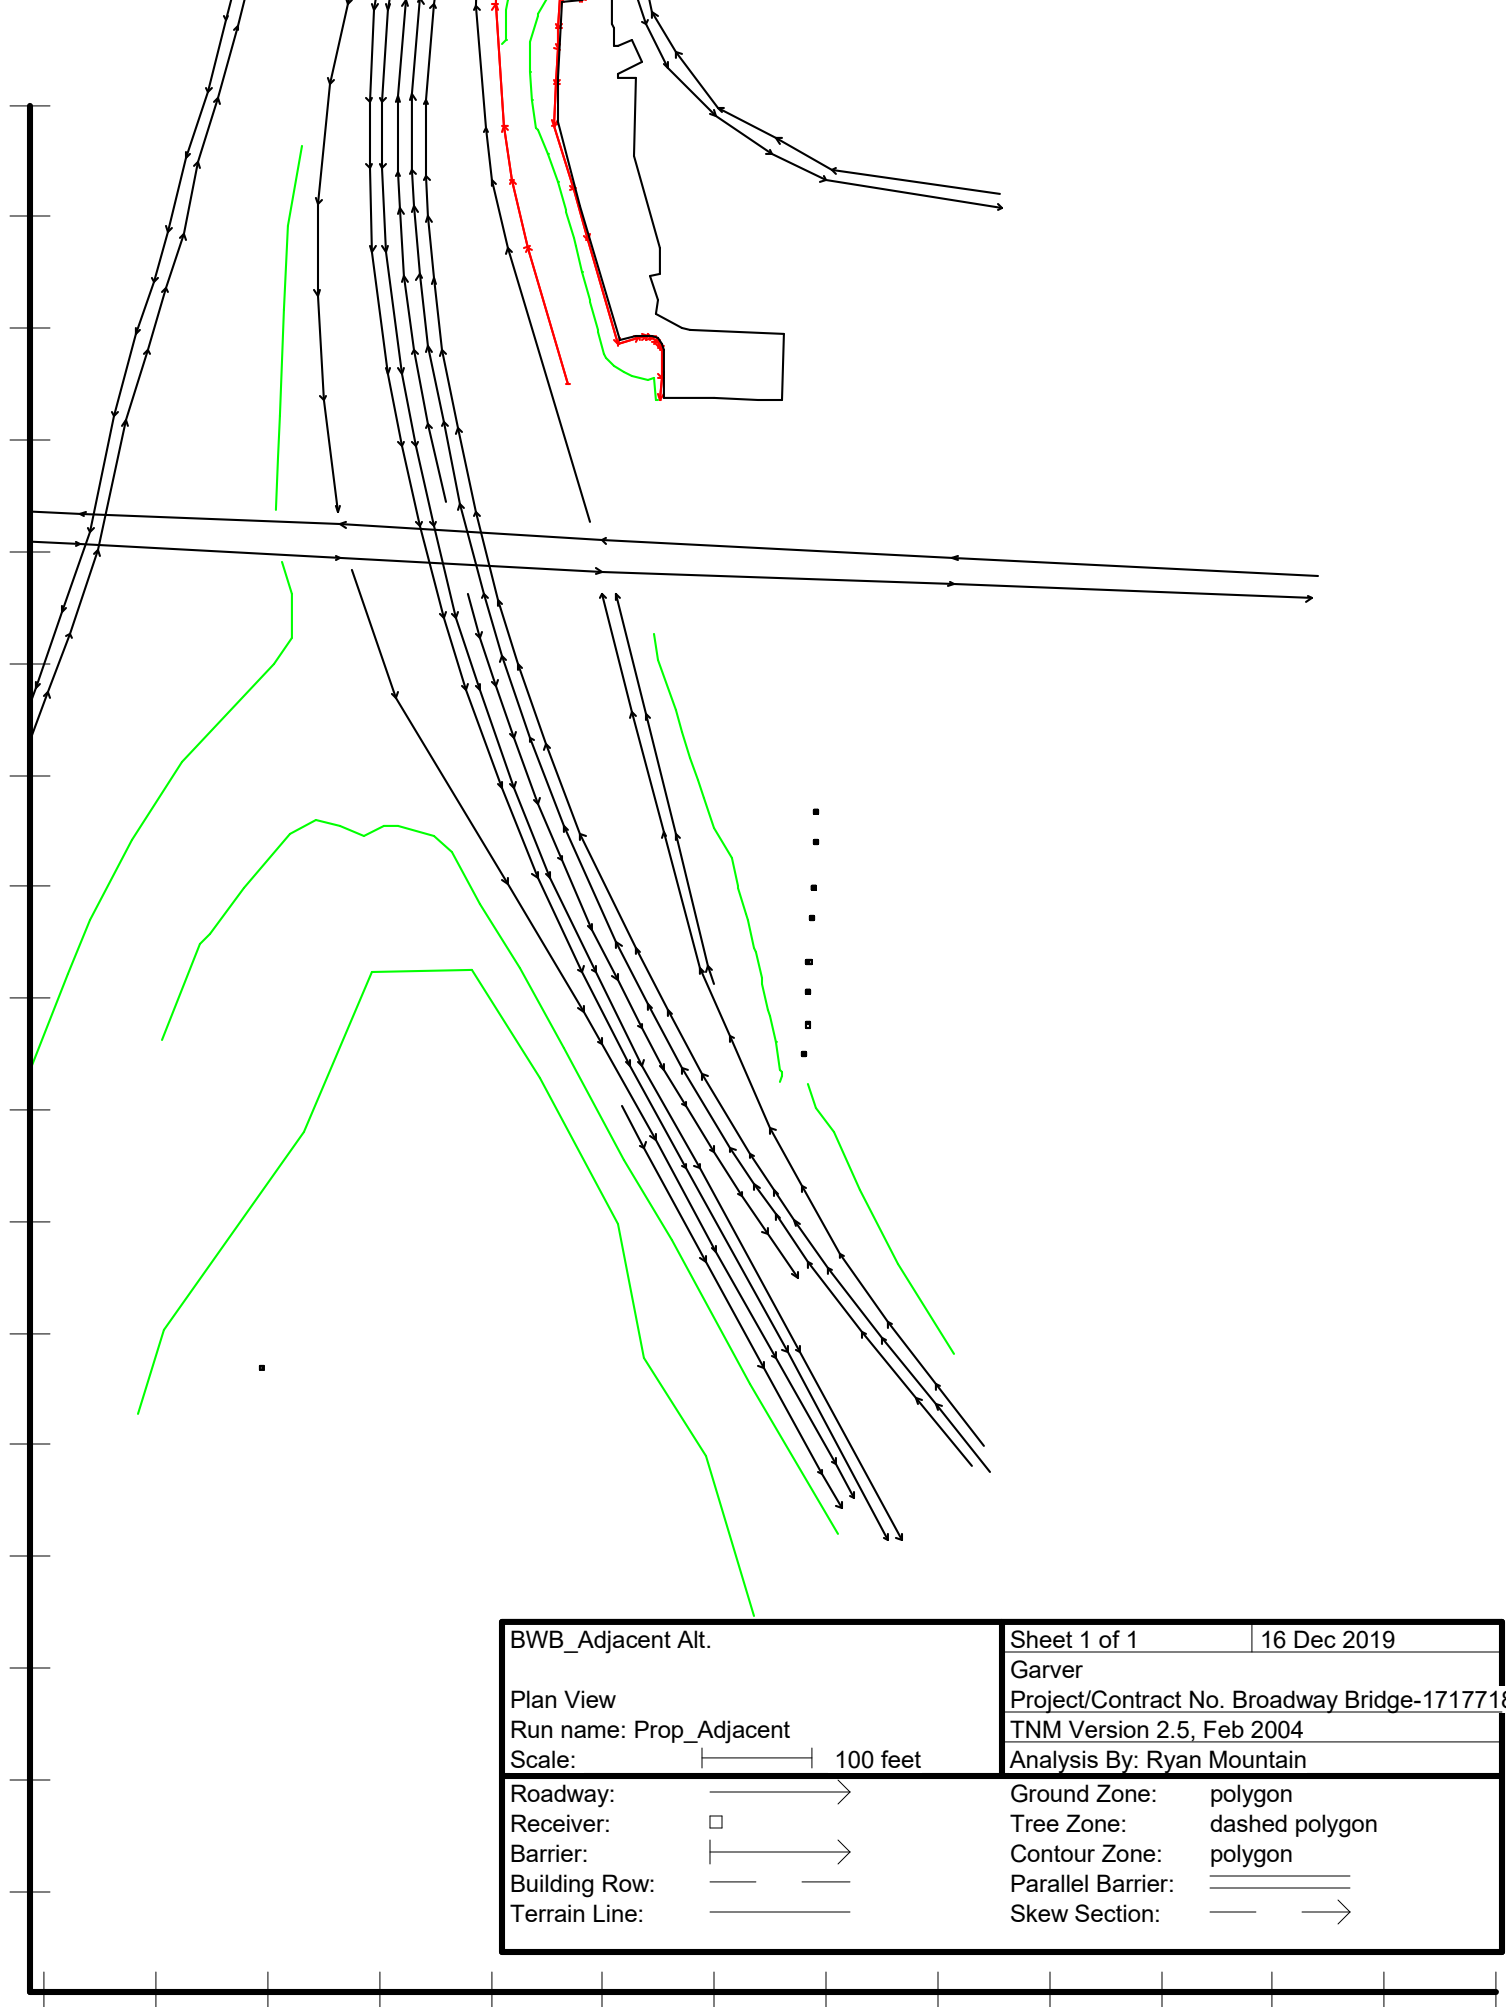 BWB_Adjacent Alt.
Plan View
Run name: Prop_Adjacent
Scale: 100 feet
Sheet 1 of 1 16 Dec 2019
Garver
Project/Contract No. Broadway Bridge-1717718
TNM Version 2.5, Feb 2004
Analysis By: Ryan Mountain
Roadway:
Receiver:
Barrier:
Building Row:
Terrain Line:
Ground Zone: polygon
Tree Zone: dashed polygon
Contour Zone: polygon
Parallel Barrier:
Skew Section: